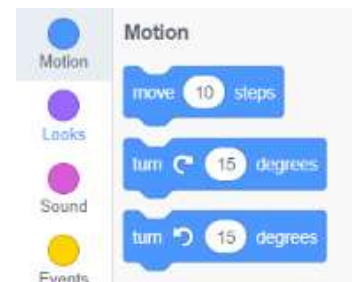 Motion
Motion
move 10 steps
Looks
turn 15 degrees
Sound
turn 15 degrees
Events